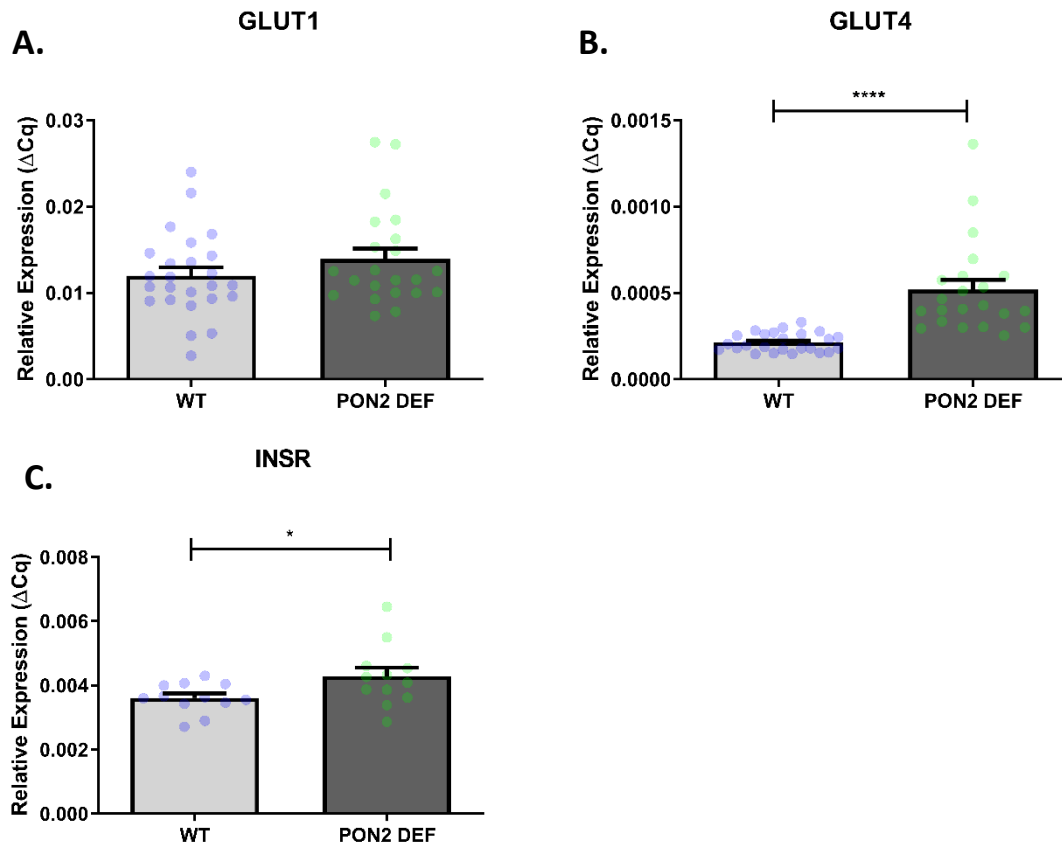 A.
GLUT1
Relative Expression (ΔCq)
0.03
0.02
0.01
0.00
WT
PON2 DEF
B.
GLUT4
Relative Expression (ΔCq)
0.0015
0.0010
0.0005
0.0000
****
WT
PON2 DEF
C.
INSR
Relative Expression (ΔCq)
0.008
0.006
0.004
0.002
0.000
*
WT
PON2 DEF